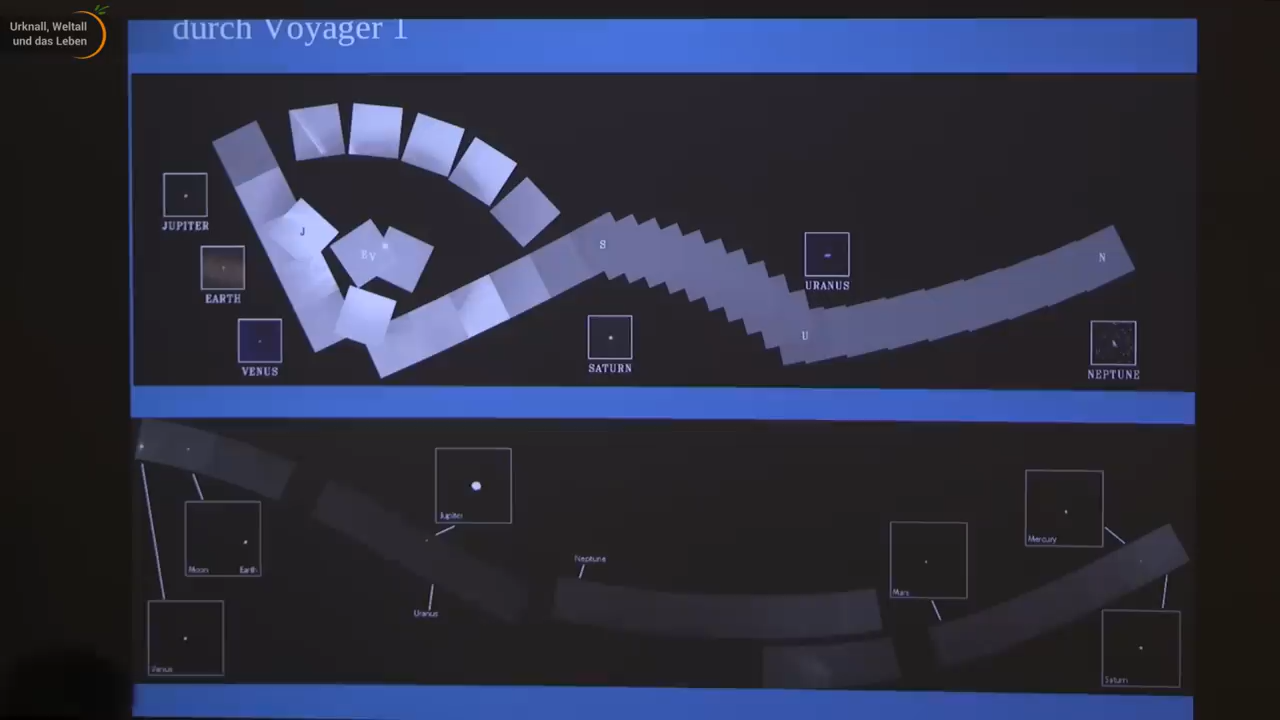 Urknall, Weltall
und das Leben
durch Voyager 1
JUPITER
J
E V
EARTH
VENUS
S
SATURN
URANUS
U
N
NEPTUNE
Jupiter
Moon Earth
Venus
Uranus
Neptune
Mars
Mercury
Saturn